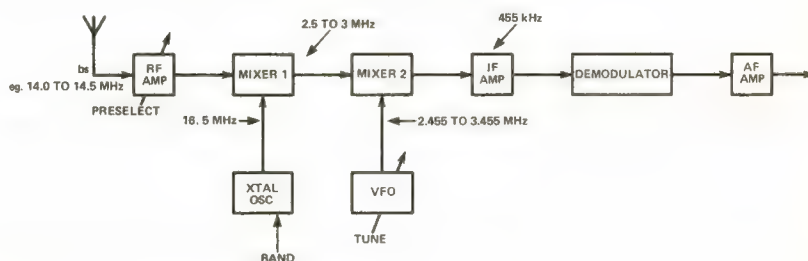 2.5 TO 3 MHz
455 kHz
bs
eg. 14.0 TO 14.5 MHz
RF
AMP
PRESELECT
MIXER 1
MIXER 2
IF
AMP
DEMODULATOR
AF
AMP
16. 5 MHz
2.455 TO 3.455 MHz
XTAL
OSC
VFO
TUNE
BAND